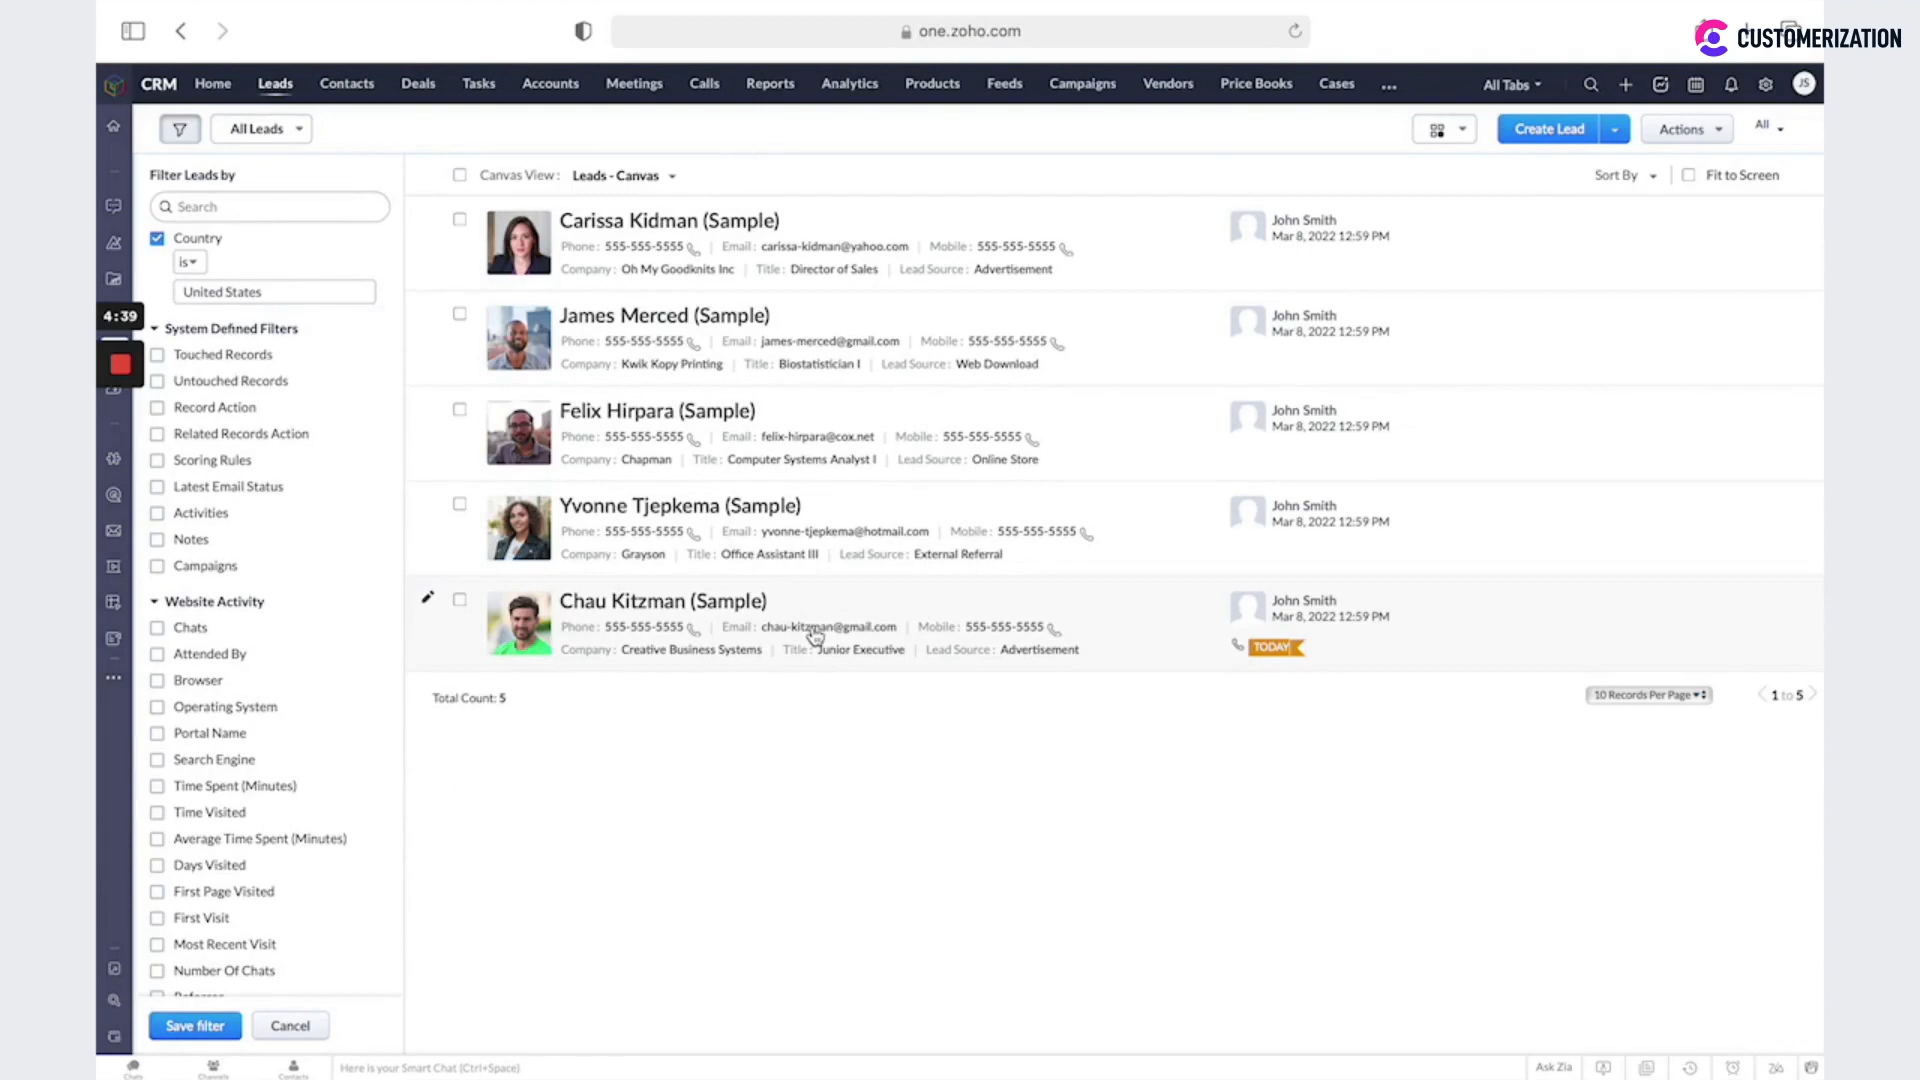 one.zoho.com
CUSTOMERIZATION
CRM Home Leads Contacts Deals Tasks Accounts Meetings Calls Reports Analytics Products Feeds Campaigns Vendors Price Books Cases ... All Tabs JS
All Leads Create Lead Actions All
Filter Leads by
Search
Country
is
United States
4:39
System Defined Filters
Touched Records
Untouched Records
Record Action
Related Records Action
Scoring Rules
Latest Email Status
Activities
Notes
Campaigns
Website Activity
Chats
Attended By
Browser
Operating System
Portal Name
Search Engine
Time Spent (Minutes)
Time Visited
Average Time Spent (Minutes)
Days Visited
First Page Visited
First Visit
Most Recent Visit
Number Of Chats
Save filter Cancel
Canvas View: Leads - Canvas Sort By Fit to Screen
Carissa Kidman (Sample)
Phone: 555-555-5555 | Email: carissa-kidman@yahoo.com | Mobile: 555-555-5555
Company: Oh My Goodknits Inc | Title: Director of Sales | Lead Source: Advertisement
John Smith
Mar 8, 2022 12:59 PM
James Merced (Sample)
Phone: 555-555-5555 | Email: james-merced@gmail.com | Mobile: 555-555-5555
Company: Kwik Kopy Printing | Title: Biostatistician I | Lead Source: Web Download
John Smith
Mar 8, 2022 12:59 PM
Felix Hirpara (Sample)
Phone: 555-555-5555 | Email: felix-hirpara@cox.net | Mobile: 555-555-5555
Company: Chapman | Title: Computer Systems Analyst I | Lead Source: Online Store
John Smith
Mar 8, 2022 12:59 PM
Yvonne Tjepkema (Sample)
Phone: 555-555-5555 | Email: yvonne-tjepkema@hotmail.com | Mobile: 555-555-5555
Company: Grayson | Title: Office Assistant III | Lead Source: External Referral
John Smith
Mar 8, 2022 12:59 PM
Chau Kitzman (Sample)
Phone: 555-555-5555 | Email: chau-kitzman@gmail.com | Mobile: 555-555-5555
Company: Creative Business Systems | Title: Junior Executive | Lead Source: Advertisement
John Smith
Mar 8, 2022 12:59 PM
TODAY
Total Count: 5 10 Records Per Page 1 to 5
Chats Channels Contacts Here is your Smart Chat (Ctrl+Space) Ask Zia